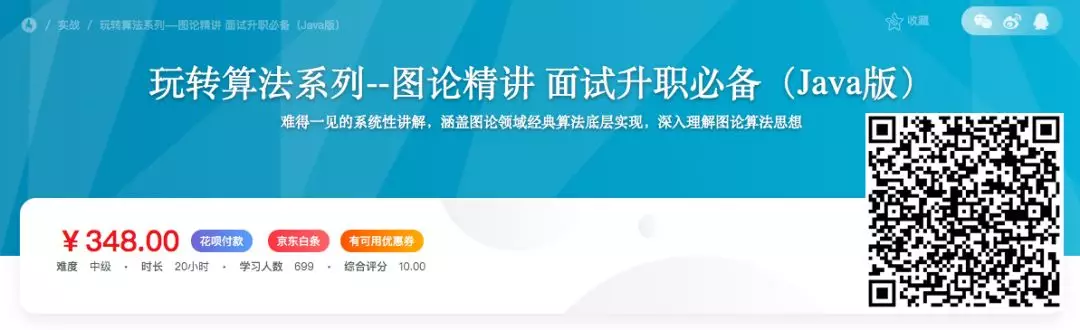 / 实战 / 玩转算法系列--图论精讲 面试升职必备（Java版）
收藏
玩转算法系列--图论精讲 面试升职必备（Java版）
难得一见的系统性讲解，涵盖图论领域经典算法底层实现，深入理解图论算法思想
￥348.00 花呗付款 京东白条 有可用优惠券
难度 中级 · 时长 20小时 · 学习人数 699 · 综合评分 10.00